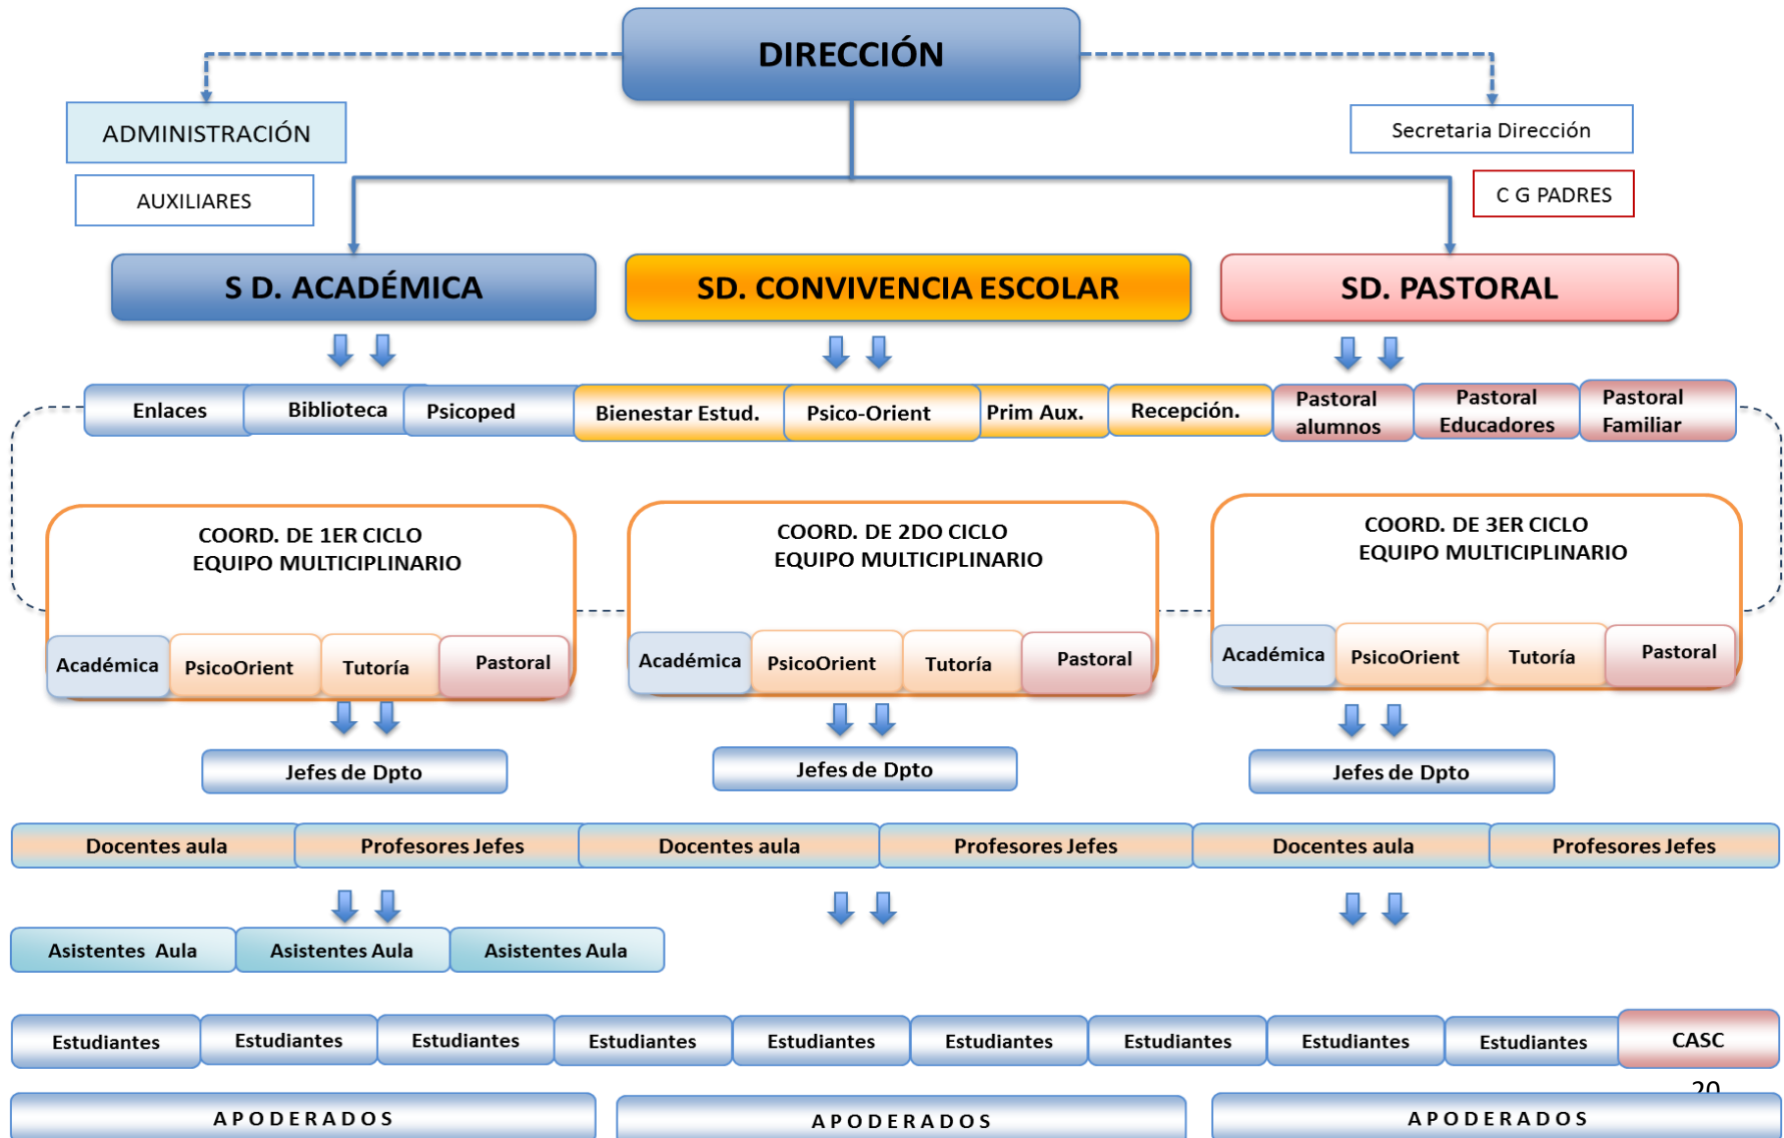 DIRECCIÓN
ADMINISTRACIÓN
Secretaria Dirección
AUXILIARES
C G PADRES
S D. ACADÉMICA
SD. CONVIVENCIA ESCOLAR
SD. PASTORAL
Enlaces
Biblioteca
Psicoped
Bienestar Estud.
Psico-Orient
Prim Aux.
Recepción.
Pastoral
alumnos
Pastoral
Educadores
Pastoral
Familiar
COORD. DE 1ER CICLO
EQUIPO MULTICIPLINARIO
Académica
PsicoOrient
Tutoría
Pastoral
COORD. DE 2DO CICLO
EQUIPO MULTICIPLINARIO
Académica
PsicoOrient
Tutoría
Pastoral
COORD. DE 3ER CICLO
EQUIPO MULTICIPLINARIO
Académica
PsicoOrient
Tutoría
Pastoral
Jefes de Dpto
Jefes de Dpto
Jefes de Dpto
Docentes aula
Profesores Jefes
Docentes aula
Profesores Jefes
Docentes aula
Profesores Jefes
Asistentes Aula
Asistentes Aula
Asistentes Aula
Estudiantes
Estudiantes
Estudiantes
Estudiantes
Estudiantes
Estudiantes
Estudiantes
Estudiantes
Estudiantes
CASC
20
A P O D E R A D O S
A P O D E R A D O S
A P O D E R A D O S